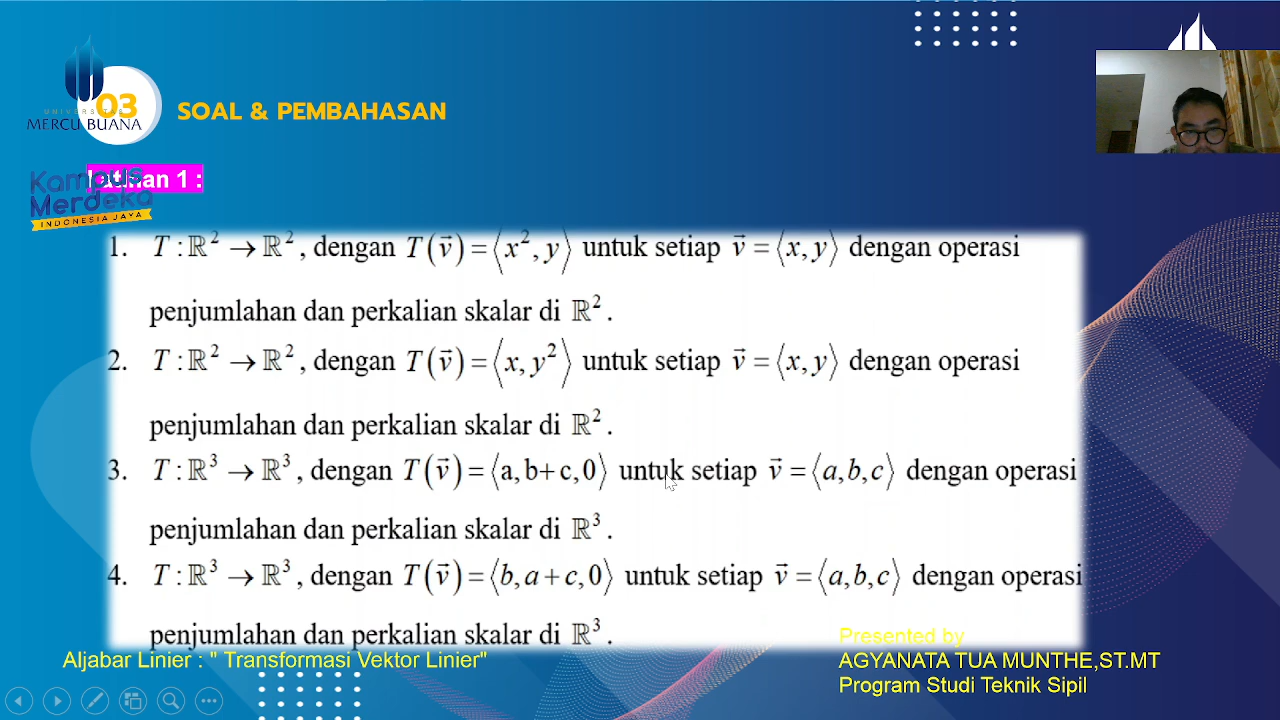 UNIVERSITAS
MERCU BUANA
03
SOAL & PEMBAHASAN
Kampus
Merdeka
INDONESIA JAYA
Latihan 1 :
1. T : ℝ² → ℝ², dengan T(v⃗) = ⟨x², y⟩ untuk setiap v⃗ = ⟨x, y⟩ dengan operasi
penjumlahan dan perkalian skalar di ℝ².
2. T : ℝ² → ℝ², dengan T(v⃗) = ⟨x, y²⟩ untuk setiap v⃗ = ⟨x, y⟩ dengan operasi
penjumlahan dan perkalian skalar di ℝ².
3. T : ℝ³ → ℝ³, dengan T(v⃗) = ⟨a, b+c, 0⟩ untuk setiap v⃗ = ⟨a, b, c⟩ dengan operasi
penjumlahan dan perkalian skalar di ℝ³.
4. T : ℝ³ → ℝ³, dengan T(v⃗) = ⟨b, a + c, 0⟩ untuk setiap v⃗ = ⟨a, b, c⟩ dengan operasi
penjumlahan dan perkalian skalar di ℝ³.
Aljabar Linier : " Transformasi Vektor Linier"
Presented by
AGYANATA TUA MUNTHE,ST.MT
Program Studi Teknik Sipil